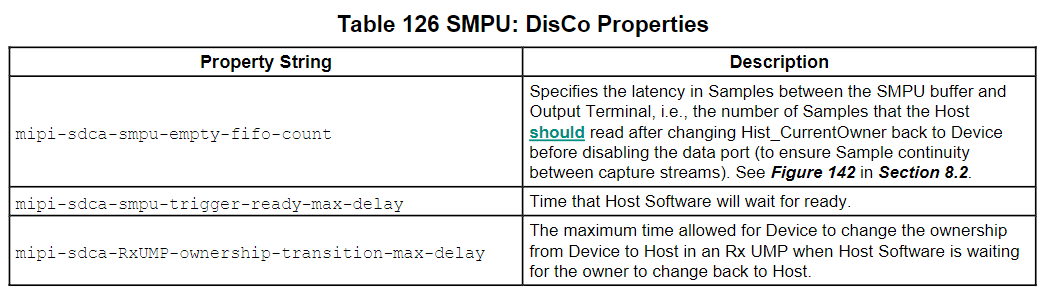 Table 126 SMPU: DisCo Properties
Property String
Description
mipi-sdca-smpu-empty-fifo-count
Specifies the latency in Samples between the SMPU buffer and
Output Terminal, i.e., the number of Samples that the Host
should read after changing Hist_CurrentOwner back to Device
before disabling the data port (to ensure Sample continuity
between capture streams). See Figure 142 in Section 8.2.
mipi-sdca-smpu-trigger-ready-max-delay
Time that Host Software will wait for ready.
mipi-sdca-RxUMP-ownership-transition-max-delay
The maximum time allowed for Device to change the ownership
from Device to Host in an Rx UMP when Host Software is waiting
for the owner to change back to Host.